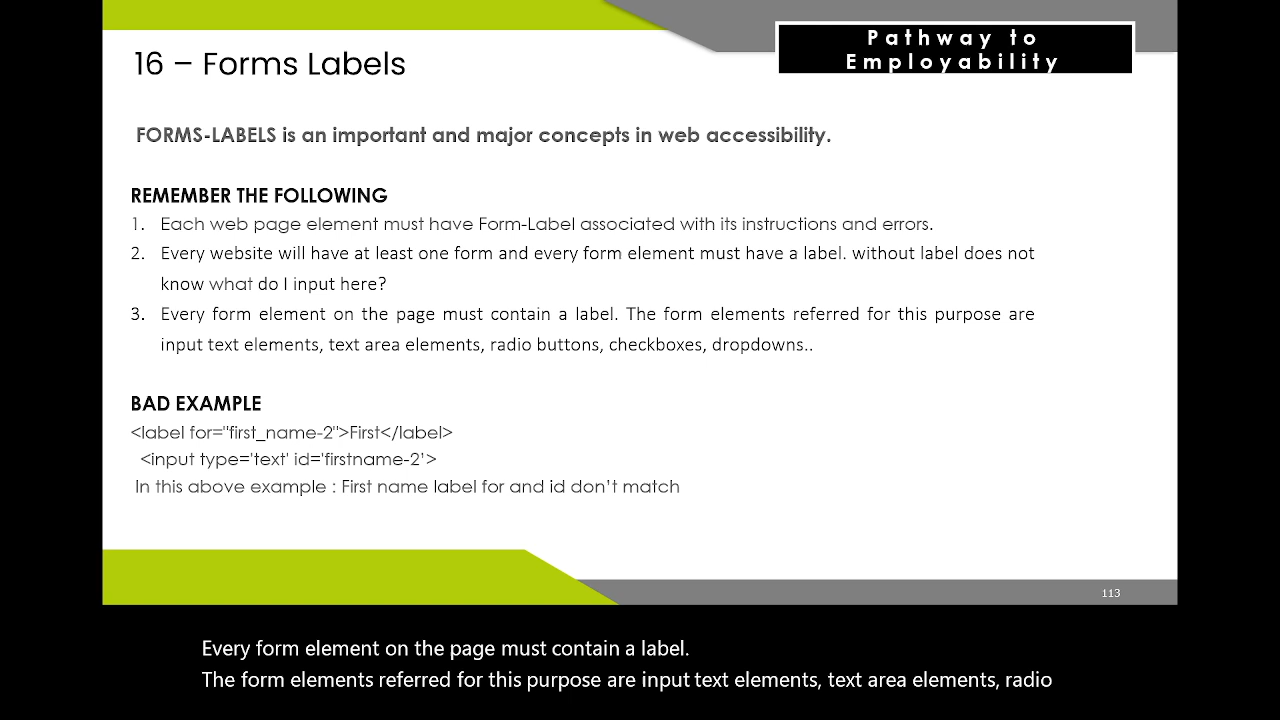 Pathway to
Employability
16 – Forms Labels
FORMS-LABELS is an important and major concepts in web accessibility.
REMEMBER THE FOLLOWING
1. Each web page element must have Form-Label associated with its instructions and errors.
2. Every website will have at least one form and every form element must have a label. without label does not
know what do I input here?
3. Every form element on the page must contain a label. The form elements referred for this purpose are
input text elements, text area elements, radio buttons, checkboxes, dropdowns..
BAD EXAMPLE
<label for="first_name-2">First</label>
<input type='text' id='firstname-2’>
In this above example : First name label for and id don’t match
113
Every form element on the page must contain a label.
The form elements referred for this purpose are input text elements, text area elements, radio